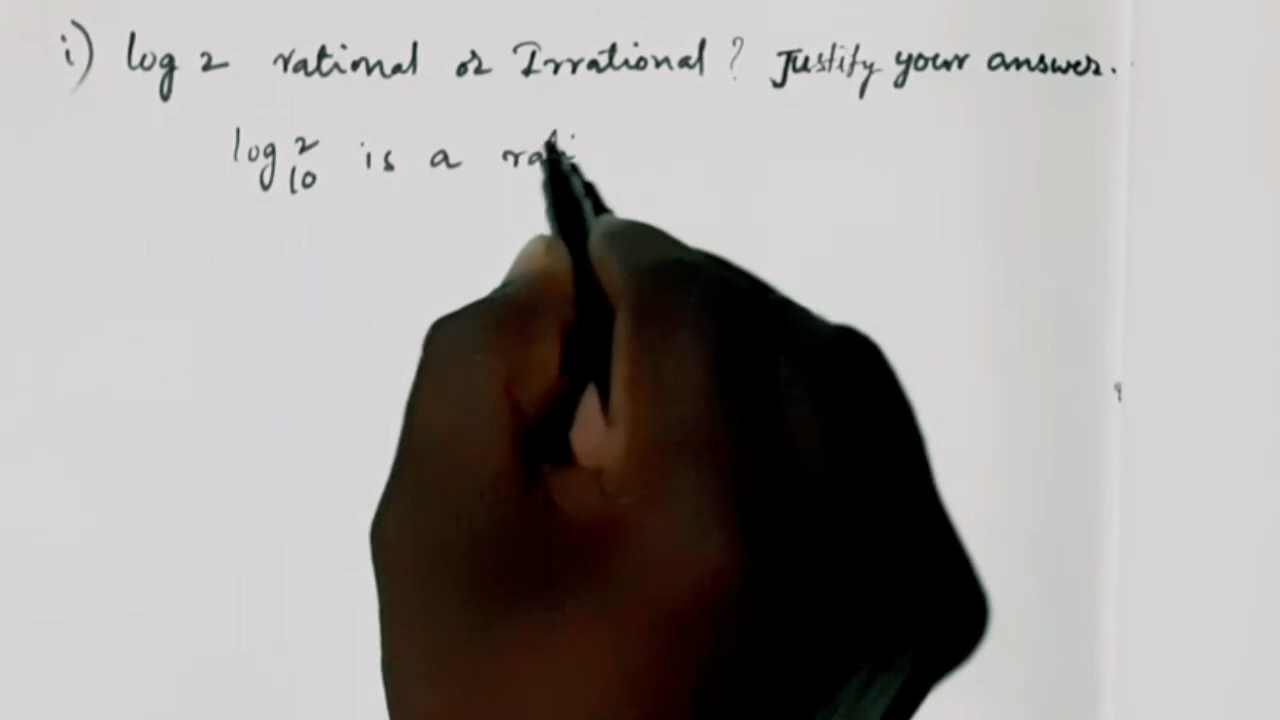 i) log 2 rational or Irrational ? Justify your answer.
log 2 10 is a